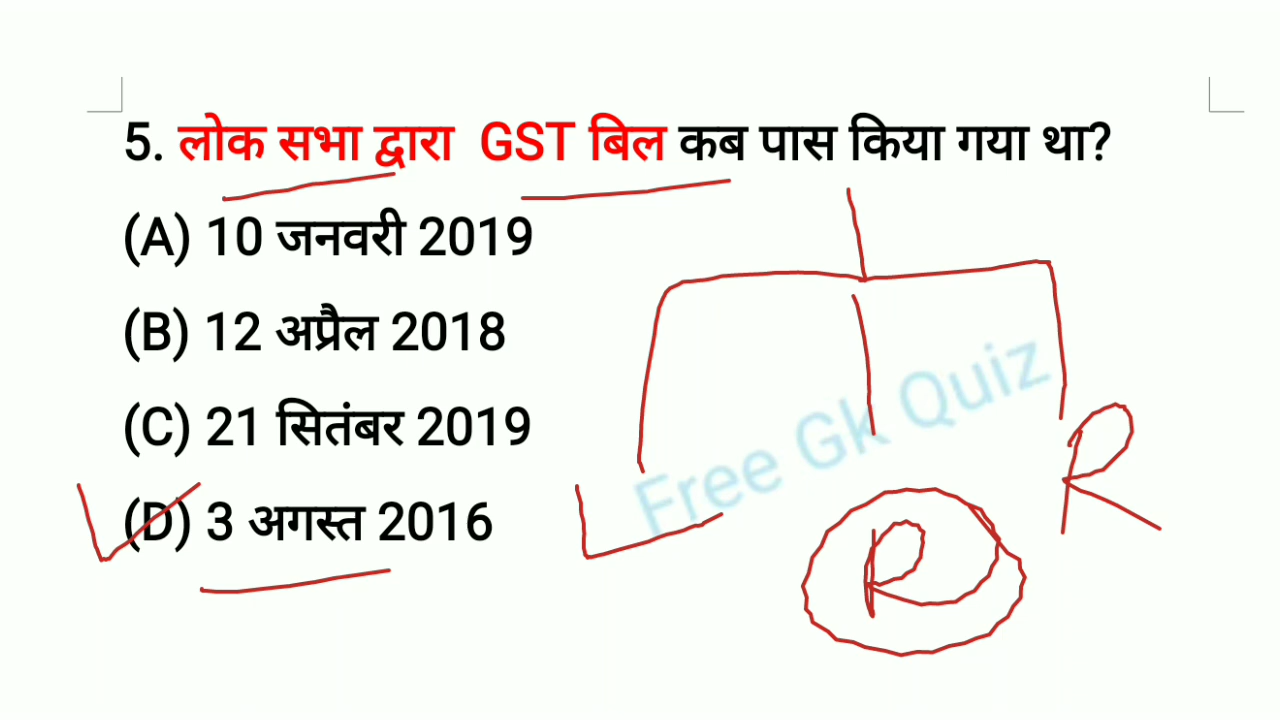 5. लोक सभा द्वारा GST बिल कब पास किया गया था?
(A) 10 जनवरी 2019
(B) 12 अप्रैल 2018
(C) 21 सितंबर 2019
(D) 3 अगस्त 2016
Free Gk Quiz
L
R
R